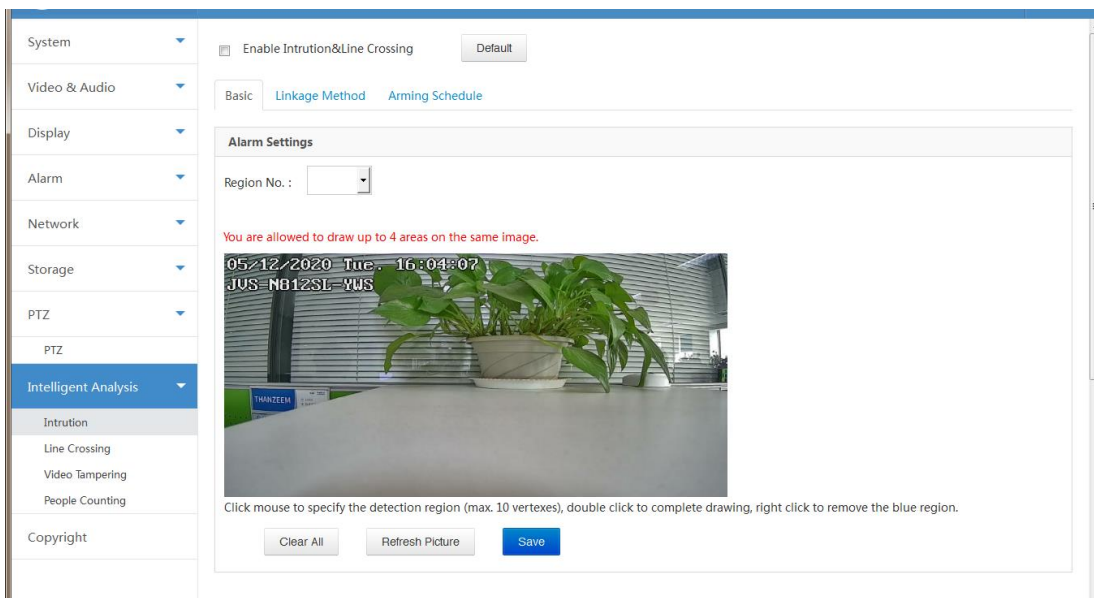 System
Enable Intrution&Line Crossing
Default
Video & Audio
Basic
Linkage Method
Arming Schedule
Display
Alarm Settings
Alarm
Region No. :
Network
You are allowed to draw up to 4 areas on the same image.
05/12/2020 Tue. 16:04:07
JVS-N812SL-YWS
Storage
PTZ
PTZ
Intelligent Analysis
THANZEEM
Intrution
Line Crossing
Video Tampering
People Counting
Click mouse to specify the detection region (max. 10 vertexes), double click to complete drawing, right click to remove the blue region.
Copyright
Clear All
Refresh Picture
Save